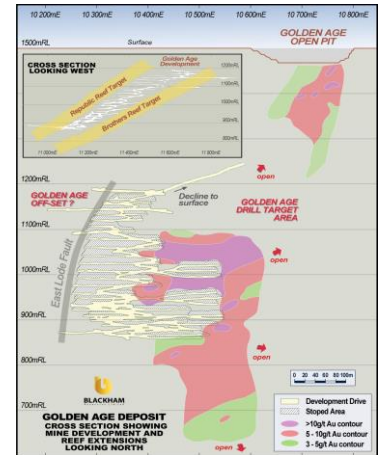 10 200mE 10 300mE 10 400mE 10 500mE 10 600mE 10 700mE 10 800mE
GOLDEN AGE
OPEN PIT
1500mRL
Surface
CROSS SECTION
LOOKING WEST
Golden Age
Development
Republic Reef Target
Brothers Reef Target
1200mRL
open
GOLDEN AGE
OFF-SET ?
Decline to
surface
GOLDEN AGE
DRILL TARGET
AREA
1100mRL
East Lode Fault
open
1000mRL
900mRL
open
800mRL
0 20 40 60 80 100m
BLACKHAM
GOLDEN AGE DEPOSIT
CROSS SECTION SHOWING
MINE DEVELOPMENT AND
REEF EXTENSIONS
LOOKING NORTH
700mRL
Development Drive
Stoped Area
>10g/t Au contour
5 - 10g/t Au contour
3 - 5g/t Au contour
open